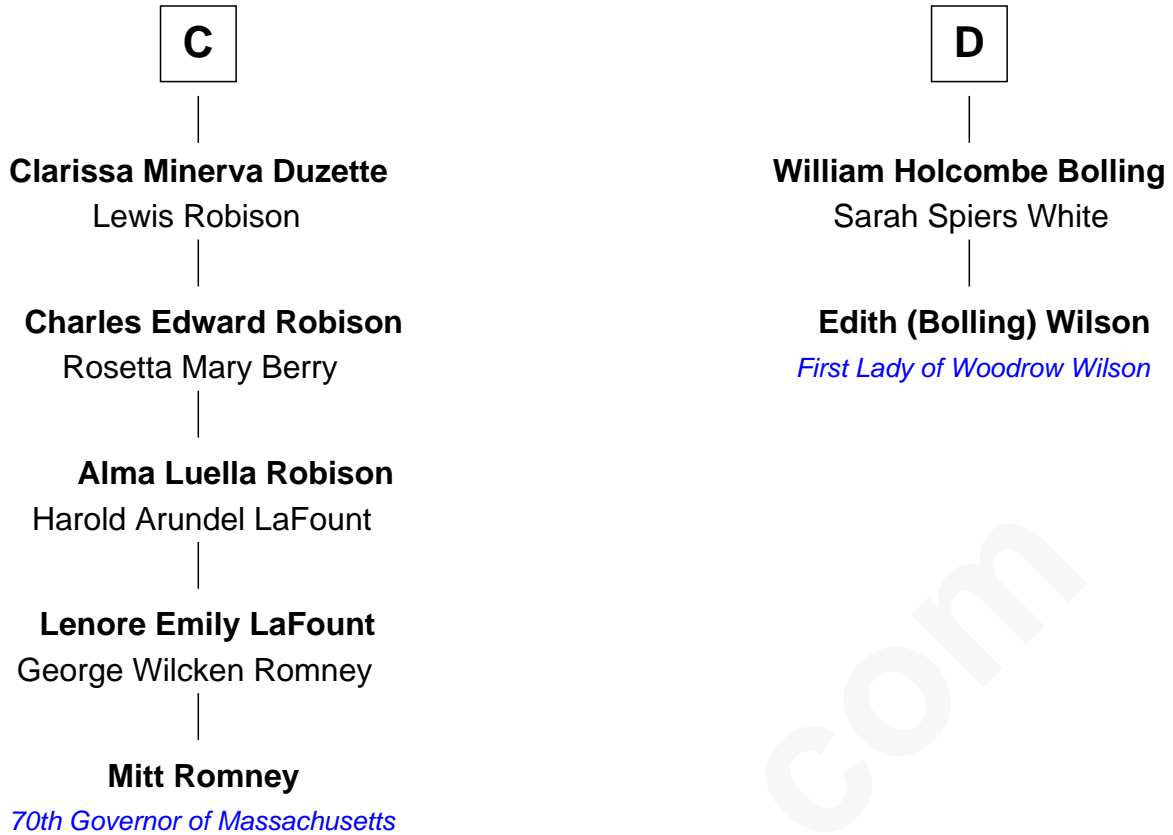 C
Clarissa Minerva Duzette
Lewis Robison
Charles Edward Robison
Rosetta Mary Berry
Alma Luella Robison
Harold Arundel LaFount
Lenore Emily LaFount
George Wilcken Romney
Mitt Romney
70th Governor of Massachusetts
D
William Holcombe Bolling
Sarah Spiers White
Edith (Bolling) Wilson
First Lady of Woodrow Wilson
com